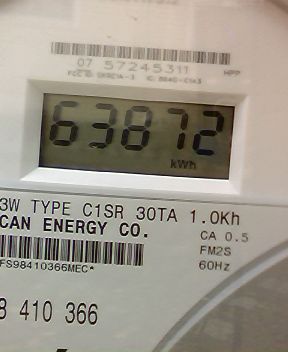 07 57245311 HPP
63872
kWh
3W TYPE C1SR 30TA 1.0Kh
CAN ENERGY CO. CA 0.5
FM2S
FS98410366MEC* 60Hz
8 410 366